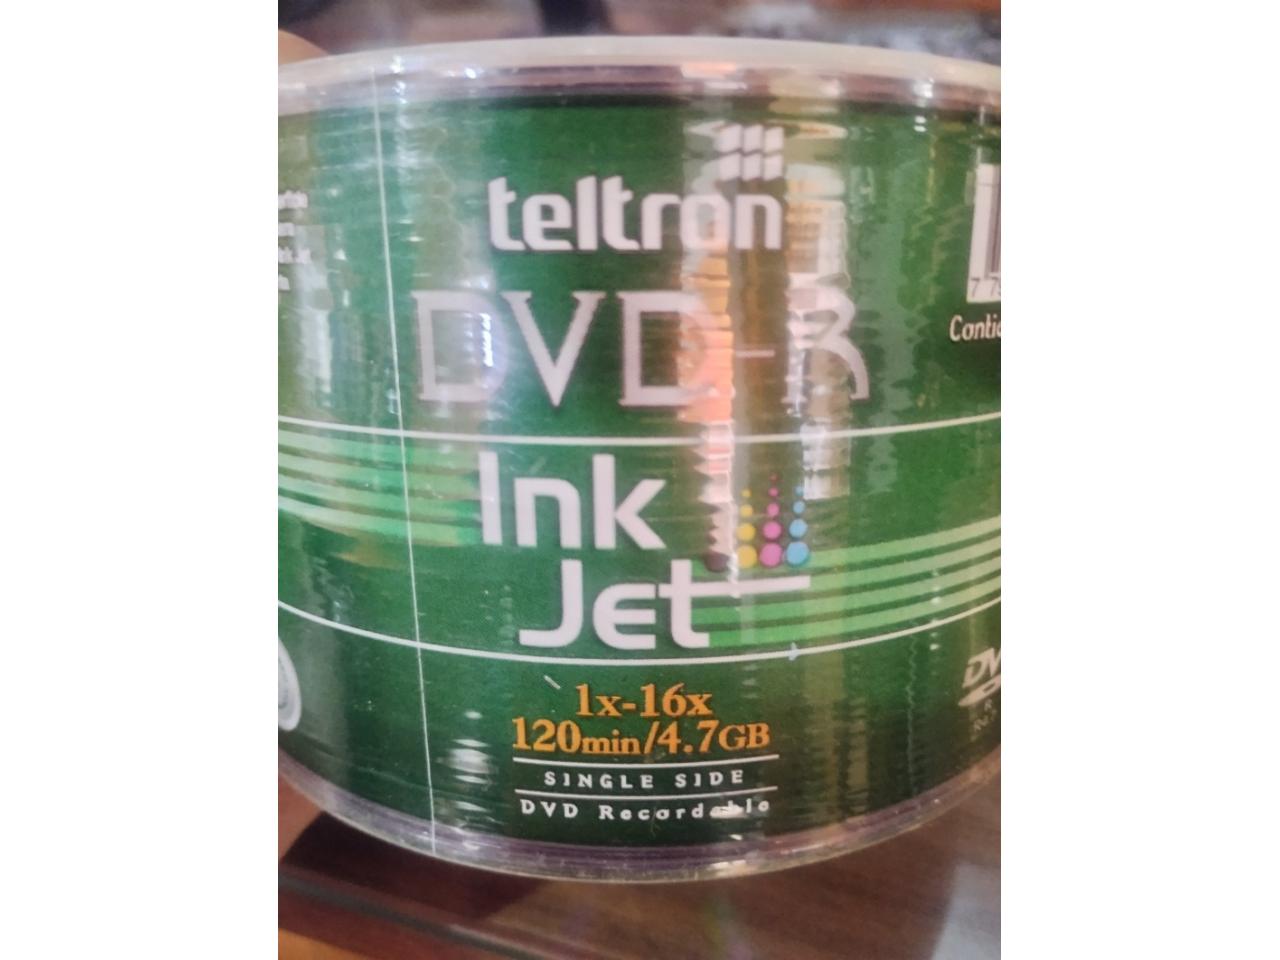 teltron
DVD-R
Ink
Jet
1x-16x
120min/4.7GB
SINGLE SIDE
DVD Recordable